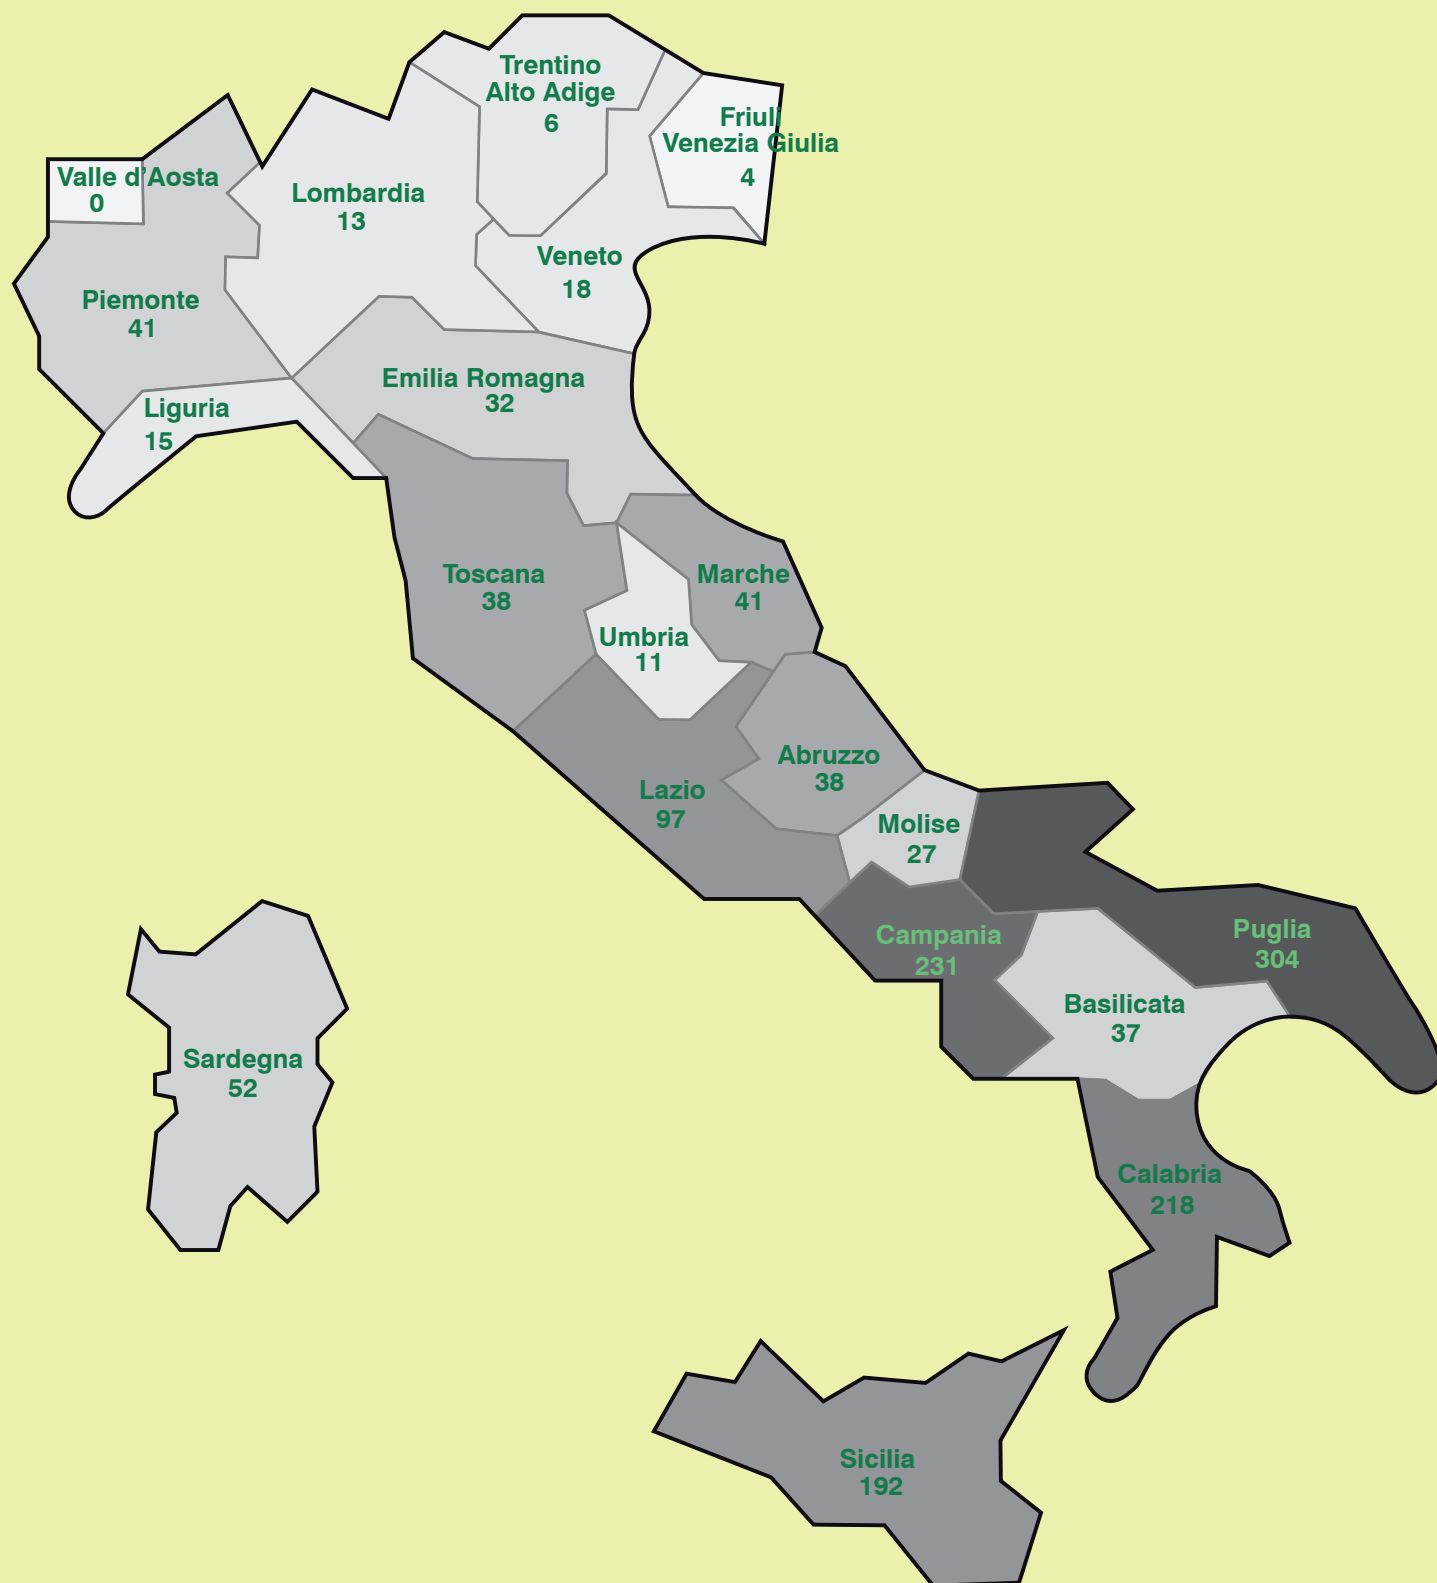 Trentino
Alto Adige
6
Friuli
Venezia Giulia
4
Valle d'Aosta
0
Lombardia
13
Veneto
18
Piemonte
41
Emilia Romagna
32
Liguria
15
Toscana
38
Marche
41
Umbria
11
Abruzzo
38
Lazio
97
Molise
27
Campania
231
Puglia
304
Basilicata
37
Sardegna
52
Calabria
218
Sicilia
192